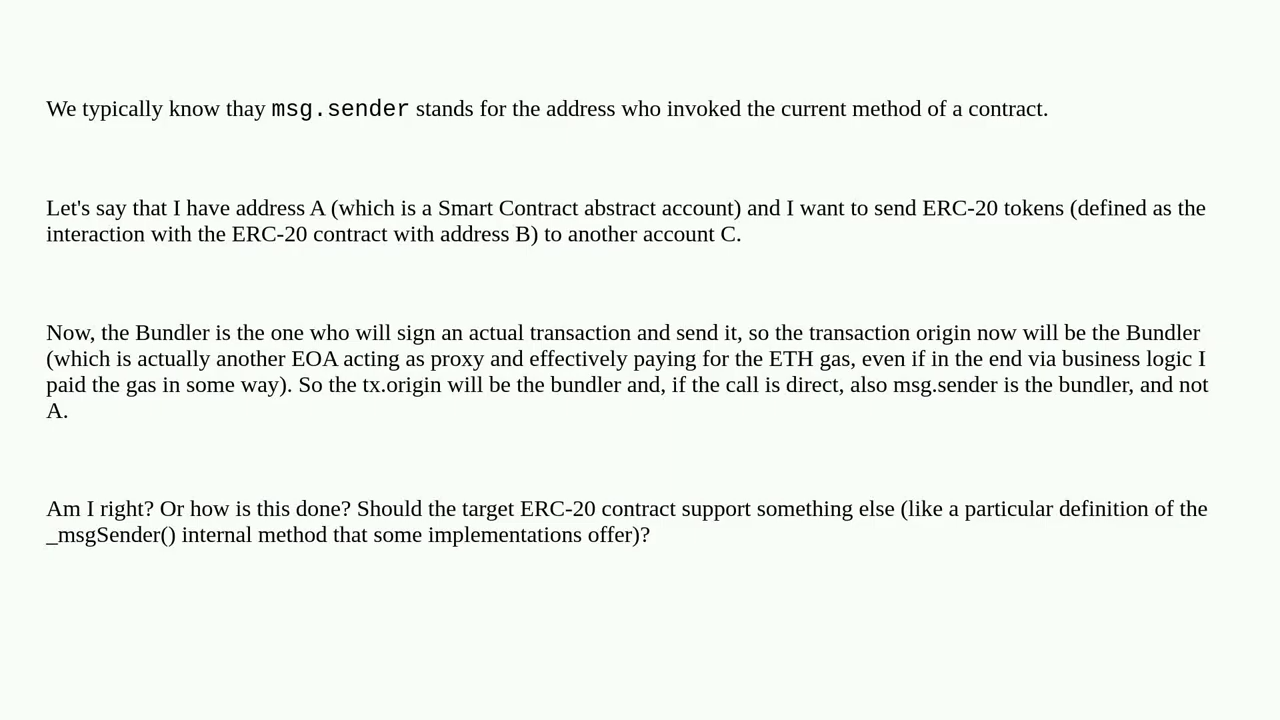 We typically know thay msg.sender stands for the address who invoked the current method of a contract.
Let's say that I have address A (which is a Smart Contract abstract account) and I want to send ERC-20 tokens (defined as the
interaction with the ERC-20 contract with address B) to another account C.
Now, the Bundler is the one who will sign an actual transaction and send it, so the transaction origin now will be the Bundler
(which is actually another EOA acting as proxy and effectively paying for the ETH gas, even if in the end via business logic I
paid the gas in some way). So the tx.origin will be the bundler and, if the call is direct, also msg.sender is the bundler, and not
A.
Am I right? Or how is this done? Should the target ERC-20 contract support something else (like a particular definition of the
_msgSender() internal method that some implementations offer)?